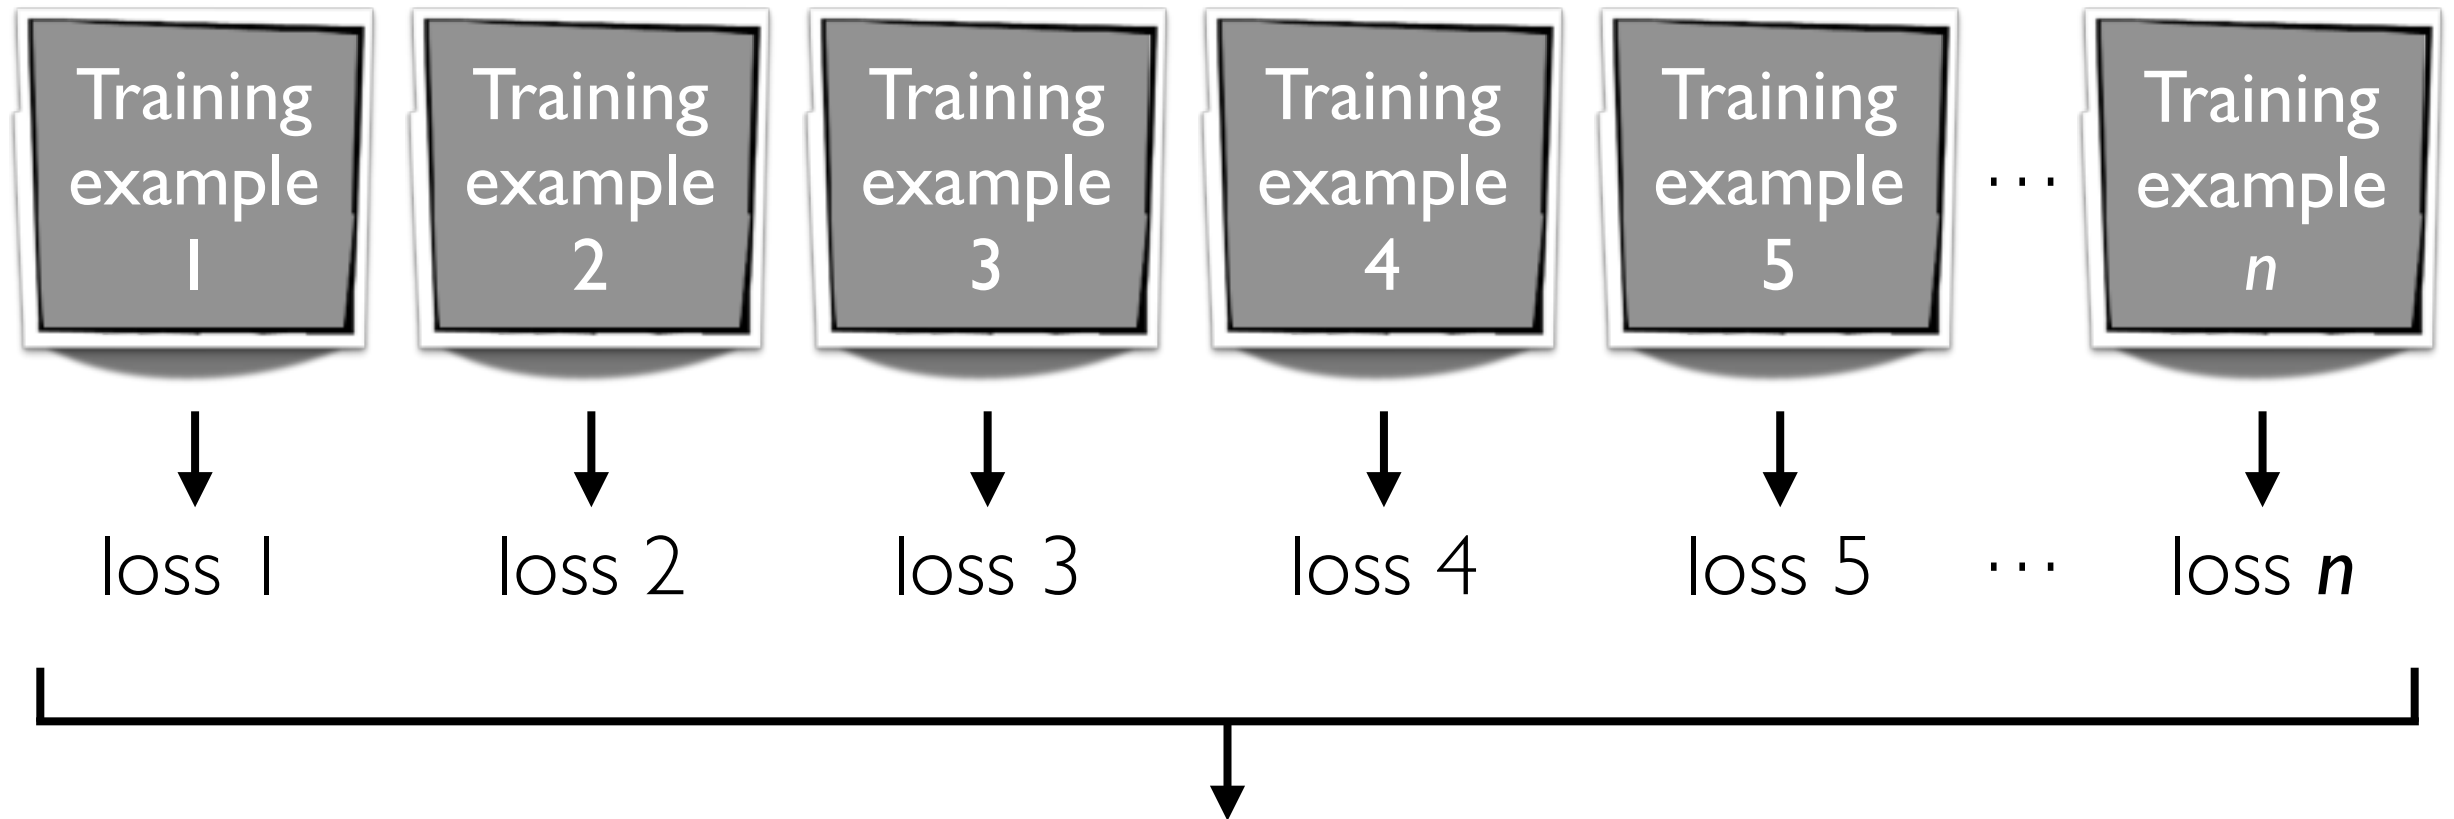 Training
example
1
Training
example
2
Training
example
3
Training
example
4
Training
example
5
...
Training
example
n
loss 1
loss 2
loss 3
loss 4
loss 5
...
loss n